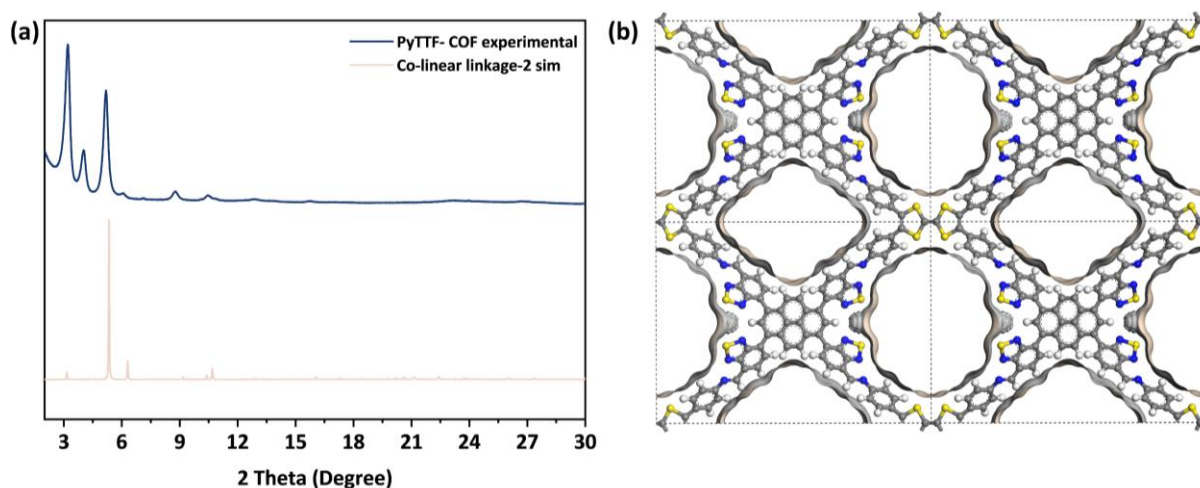 (a)
PyTTF- COF experimental
Co-linear linkage-2 sim
3 6 9 12 15 18 21 24 27 30
2 Theta (Degree)
(b)